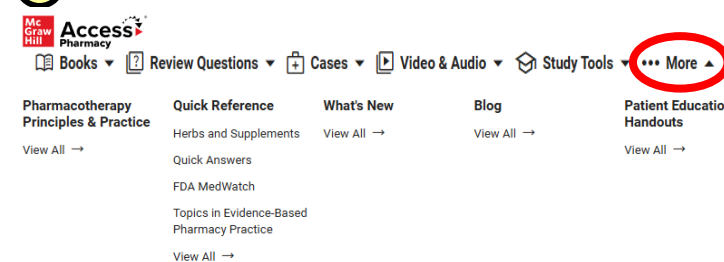 Mc
Graw
Hill
Access
Pharmacy
Books Review Questions Cases Video & Audio Study Tools ••• More
Pharmacotherapy
Principles & Practice
View All →
Quick Reference
Herbs and Supplements
Quick Answers
FDA MedWatch
Topics in Evidence-Based
Pharmacy Practice
View All →
What's New
View All →
Blog
View All →
Patient Educatio
Handouts
View All →